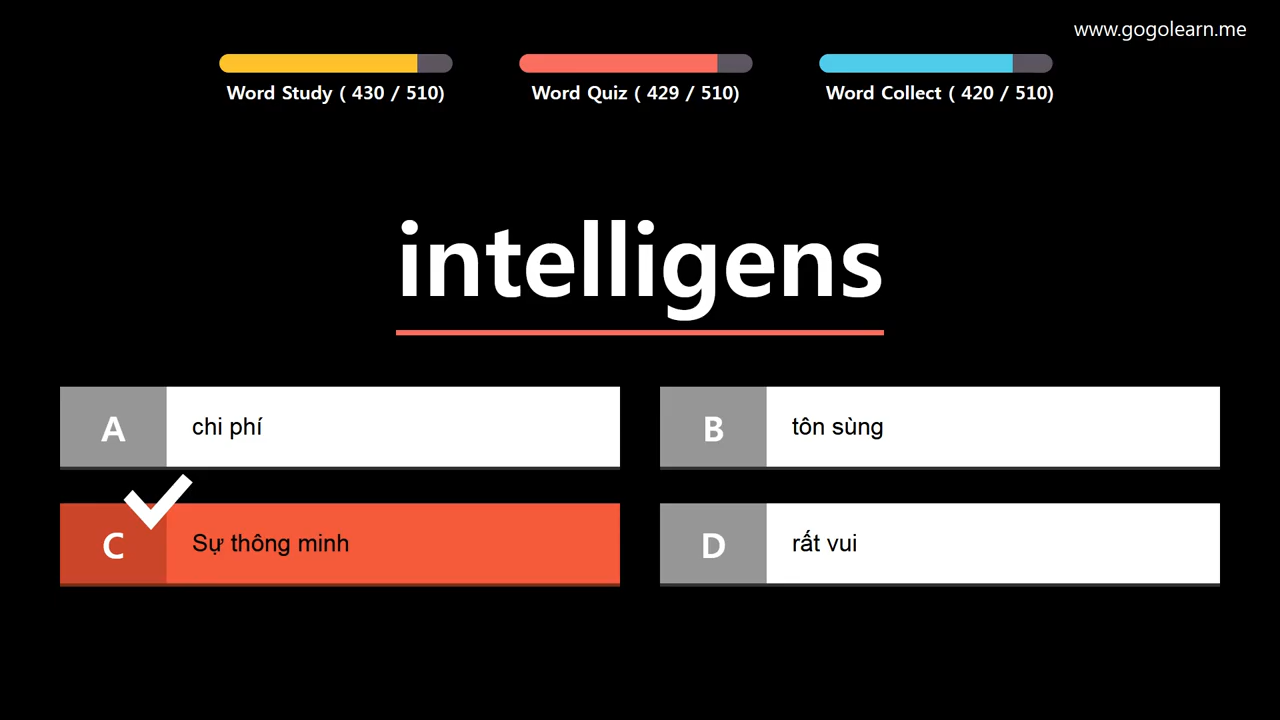 www.gogolearn.me
Word Study ( 430 / 510)
Word Quiz ( 429 / 510)
Word Collect ( 420 / 510)
intelligens
A chi phí
B tôn sùng
C Sự thông minh
D rất vui